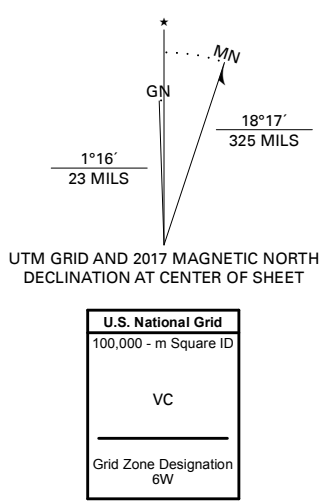 ★
MN
GN
18°17´
325 MILS
1°16´
23 MILS
UTM GRID AND 2017 MAGNETIC NORTH
DECLINATION AT CENTER OF SHEET
U.S. National Grid
100,000 - m Square ID
VC
Grid Zone Designation
6W